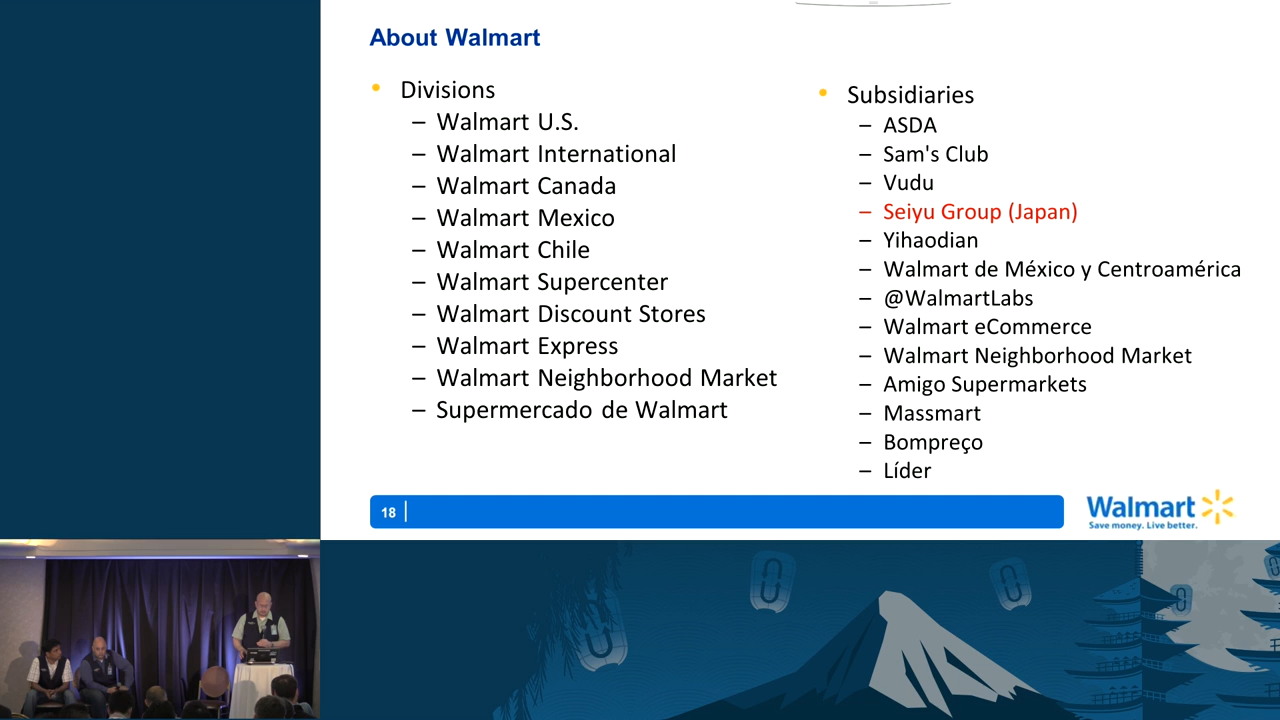 About Walmart
• Divisions
– Walmart U.S.
– Walmart International
– Walmart Canada
– Walmart Mexico
– Walmart Chile
– Walmart Supercenter
– Walmart Discount Stores
– Walmart Express
– Walmart Neighborhood Market
– Supermercado de Walmart
• Subsidiaries
– ASDA
– Sam's Club
– Vudu
– Seiyu Group (Japan)
– Yihaodian
– Walmart de México y Centroamérica
– @WalmartLabs
– Walmart eCommerce
– Walmart Neighborhood Market
– Amigo Supermarkets
– Massmart
– Bompreço
– Líder
18
Walmart
Save money. Live better.